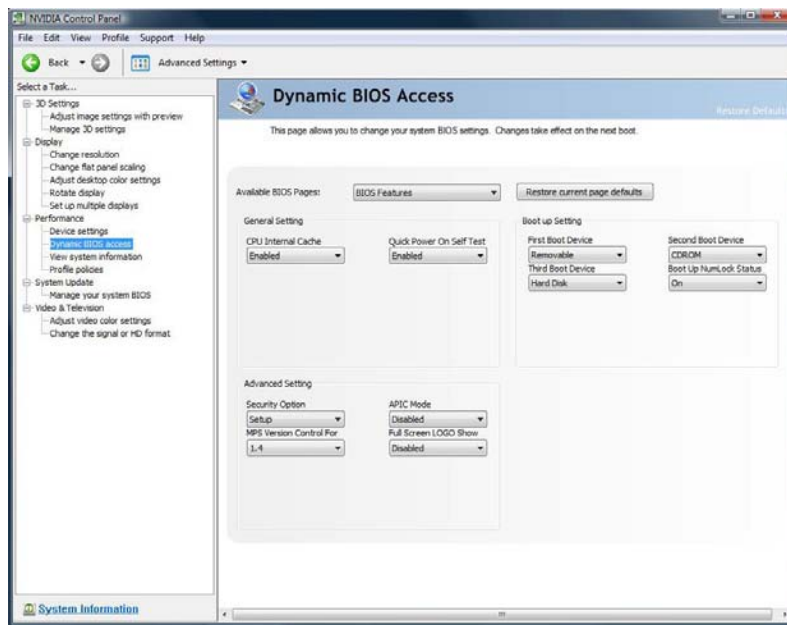 NVIDIA Control Panel
File Edit View Profile Support Help
Back Advanced Settings
Select a Task...
3D Settings
Adjust image settings with preview
Manage 3D settings
Display
Change resolution
Change flat panel scaling
Adjust desktop color settings
Rotate display
Set up multiple displays
Performance
Device settings
Dynamic BIOS access
View system information
Profile policies
System Update
Manage your system BIOS
Video & Television
Adjust video color settings
Change the signal or HD format
System Information
Dynamic BIOS Access
Restore Defaults
This page allows you to change your system BIOS settings. Changes take effect on the next boot.
Available BIOS Pages: BIOS Features Restore current page defaults
General Setting
CPU Internal Cache Quick Power On Self Test
Enabled Enabled
Boot up Setting
First Boot Device Second Boot Device
Removable CDROM
Third Boot Device Boot Up NumLock Status
Hard Disk On
Advanced Setting
Security Option APIC Mode
Setup Disabled
MPS Version Control For Full Screen LOGO Show
1.4 Disabled